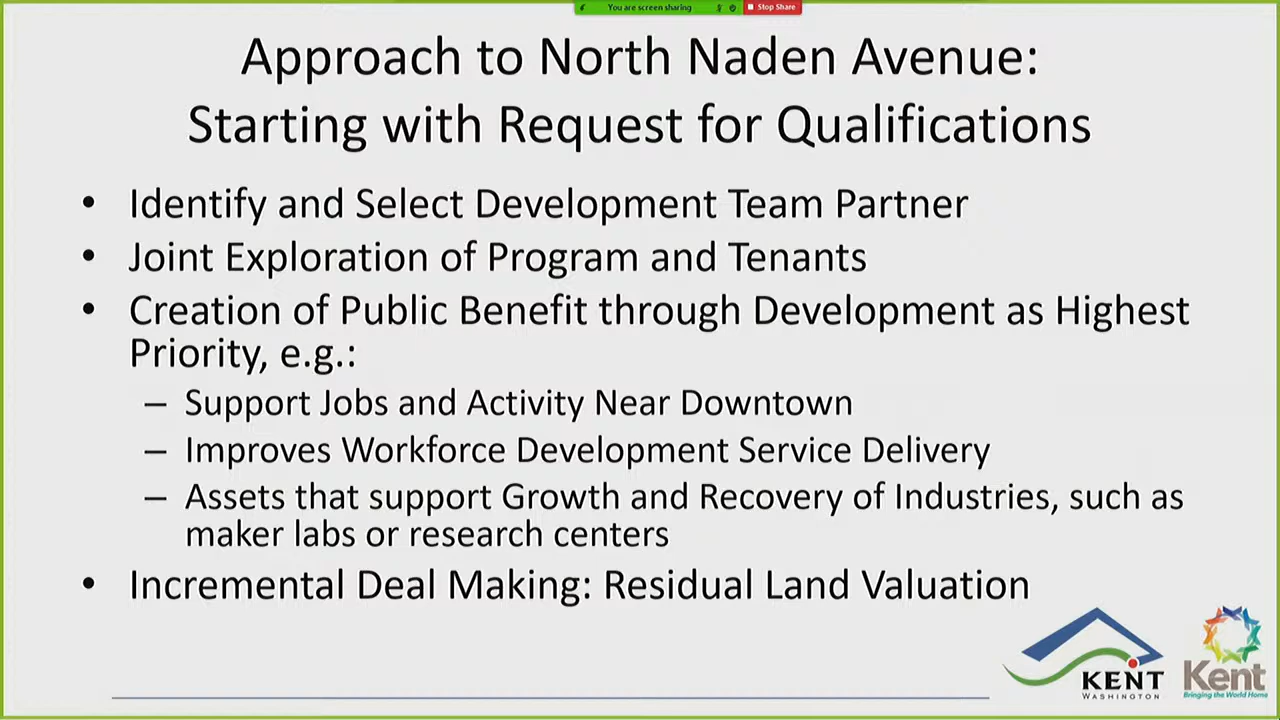 You are screen sharing
Stop Share
Approach to North Naden Avenue:
Starting with Request for Qualifications
• Identify and Select Development Team Partner
• Joint Exploration of Program and Tenants
• Creation of Public Benefit through Development as Highest
Priority, e.g.:
– Support Jobs and Activity Near Downtown
– Improves Workforce Development Service Delivery
– Assets that support Growth and Recovery of Industries, such as
maker labs or research centers
• Incremental Deal Making: Residual Land Valuation
KENT
WASHINGTON
Kent
Bringing the World Home